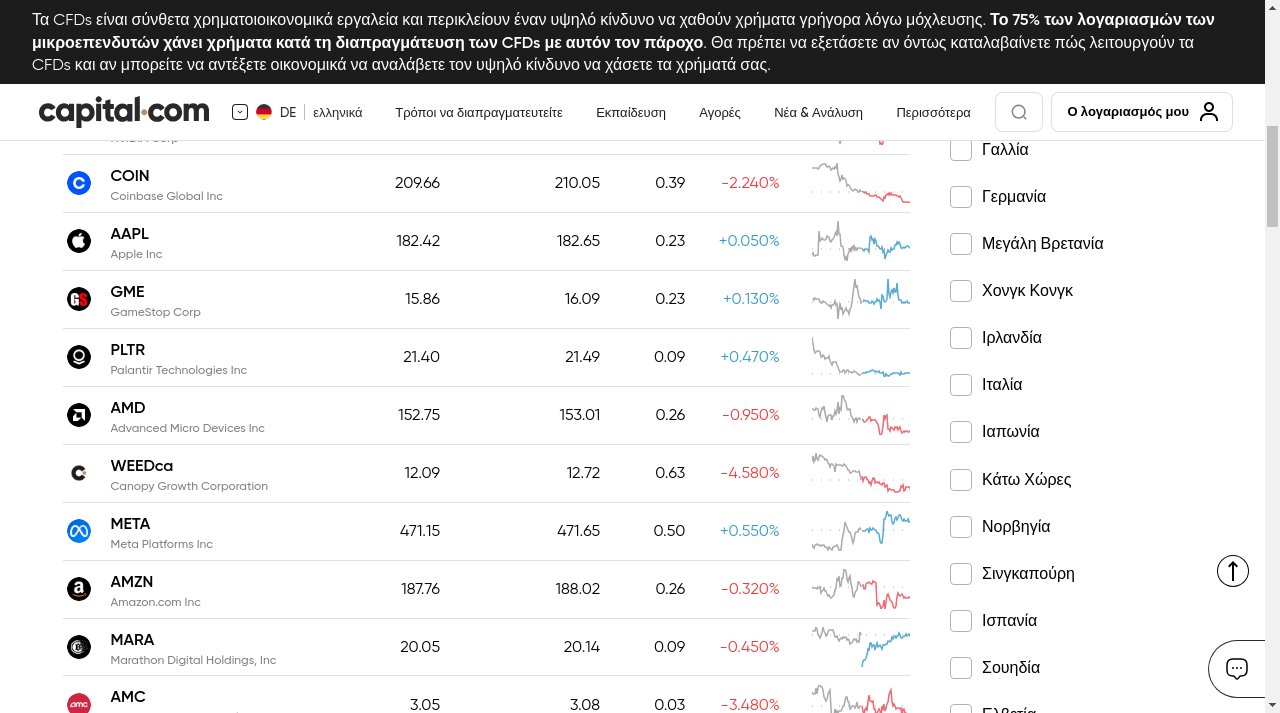 Τα CFDs είναι σύνθετα χρηματοιοικονομικά εργαλεία και περικλείουν έναν υψηλό κίνδυνο να χαθούν χρήματα γρήγορα λόγω μόχλευσης. Το 75% των λογαριασμών των
μικροεπενδυτών χάνει χρήματα κατά τη διαπραγμάτευση των CFDs με αυτόν τον πάροχο. Θα πρέπει να εξετάσετε αν όντως καταλαβαίνετε πώς λειτουργούν τα
CFDs και αν μπορείτε να αντέξετε οικονομικά να αναλάβετε τον υψηλό κίνδυνο να χάσετε τα χρήματά σας.
capital.com DE ελληνικά Τρόποι να διαπραγματευτείτε Εκπαίδευση Αγορές Νέα & Ανάλυση Περισσότερα Ο λογαριασμός μου
COIN
Coinbase Global Inc
209.66 210.05 0.39 -2.240%
AAPL
Apple Inc
182.42 182.65 0.23 +0.050%
GME
GameStop Corp
15.86 16.09 0.23 +0.130%
PLTR
Palantir Technologies Inc
21.40 21.49 0.09 +0.470%
AMD
Advanced Micro Devices Inc
152.75 153.01 0.26 -0.950%
WEEDca
Canopy Growth Corporation
12.09 12.72 0.63 -4.580%
META
Meta Platforms Inc
471.15 471.65 0.50 +0.550%
AMZN
Amazon.com Inc
187.76 188.02 0.26 -0.320%
MARA
Marathon Digital Holdings, Inc
20.05 20.14 0.09 -0.450%
AMC
3.05 3.08 0.03 -3.480%
Γαλλία
Γερμανία
Μεγάλη Βρετανία
Χονγκ Κονγκ
Ιρλανδία
Ιταλία
Ιαπωνία
Κάτω Χώρες
Νορβηγία
Σινγκαπούρη
Ισπανία
Σουηδία